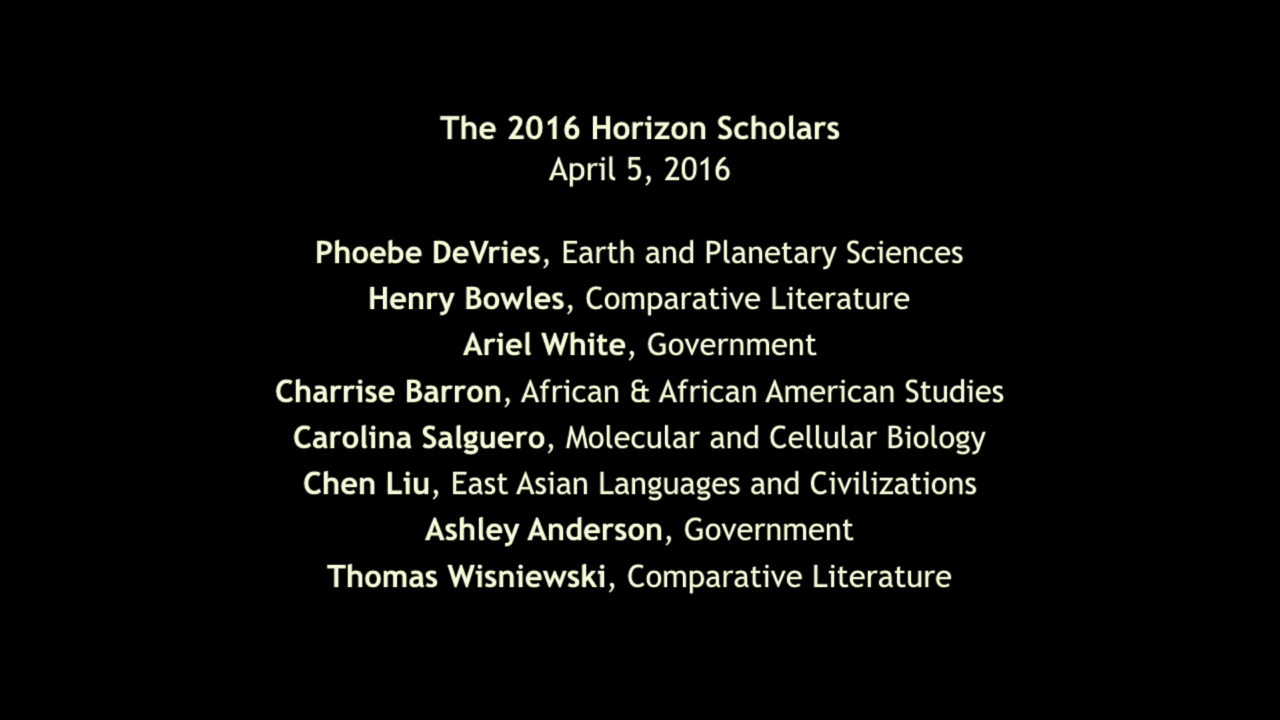 The 2016 Horizon Scholars
April 5, 2016
Phoebe DeVries, Earth and Planetary Sciences
Henry Bowles, Comparative Literature
Ariel White, Government
Charrise Barron, African & African American Studies
Carolina Salguero, Molecular and Cellular Biology
Chen Liu, East Asian Languages and Civilizations
Ashley Anderson, Government
Thomas Wisniewski, Comparative Literature